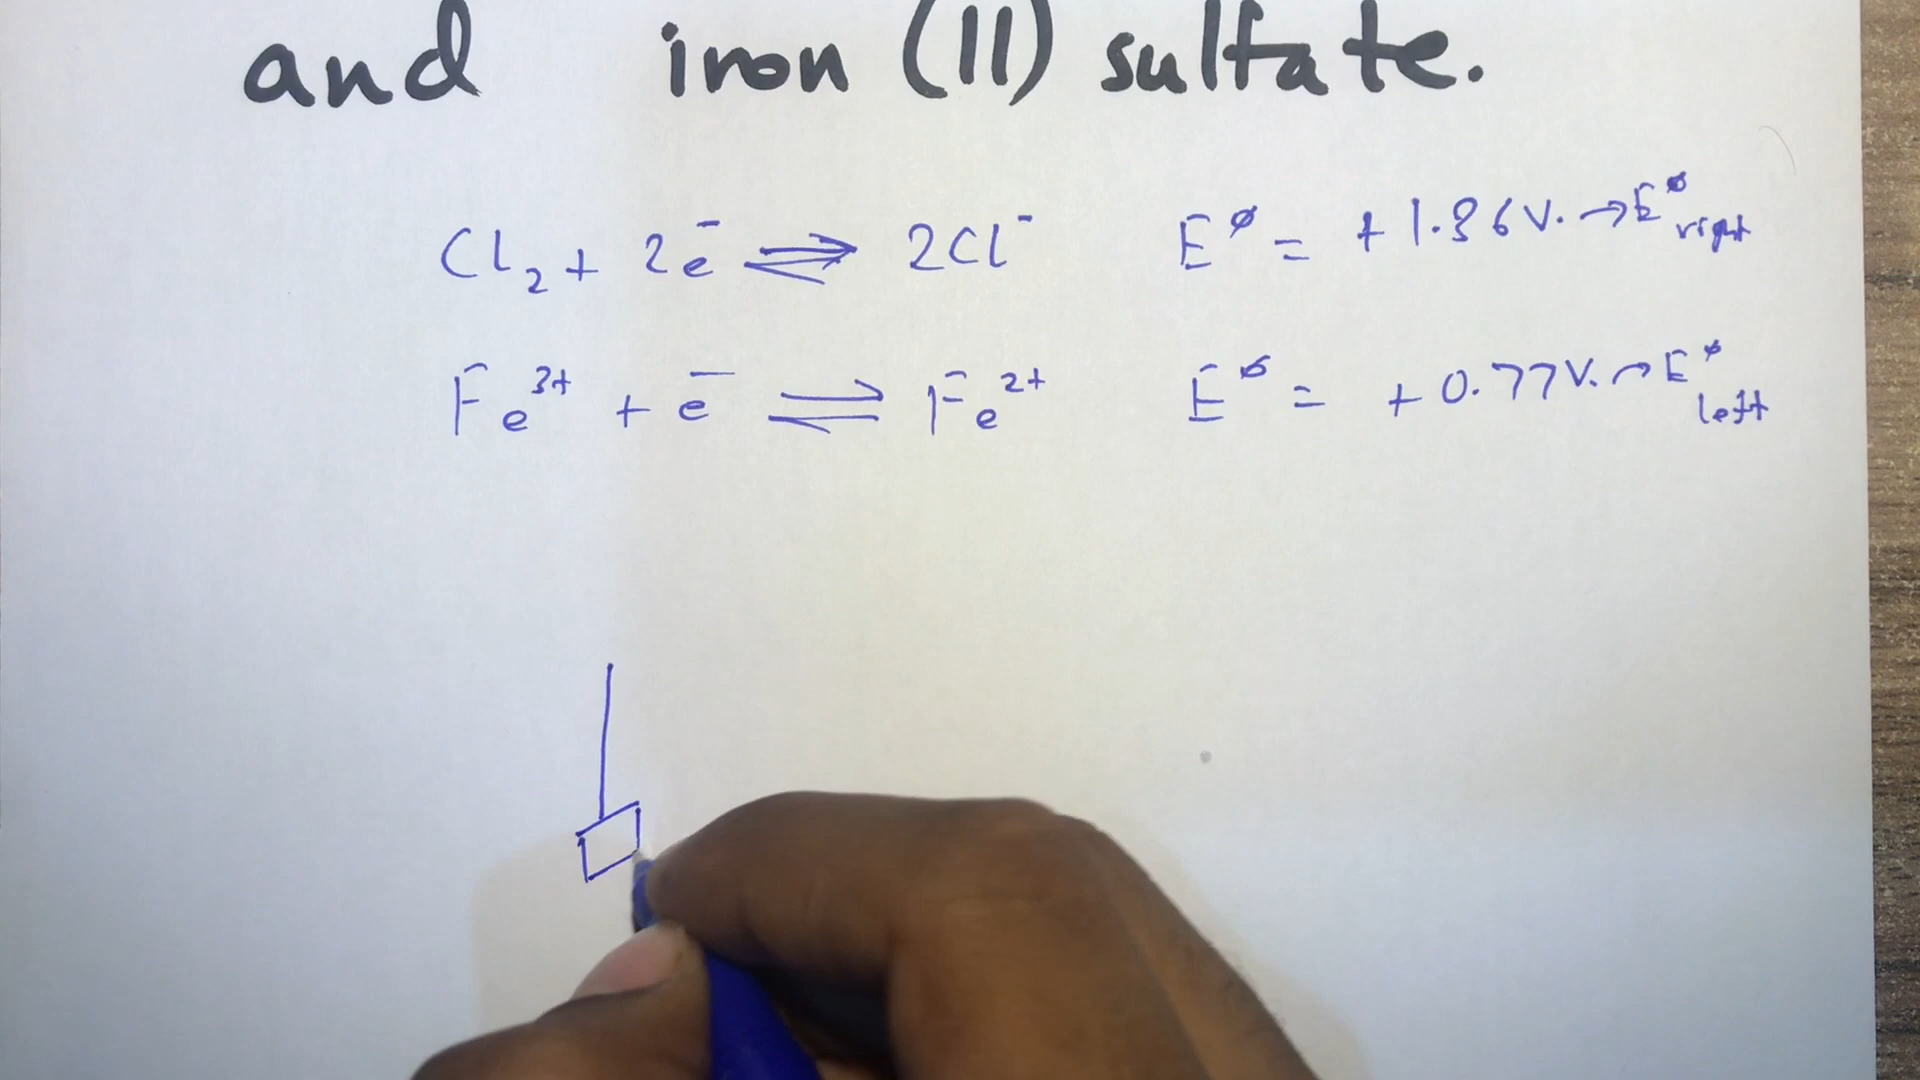 and iron (II) sulfate.
Cl₂ + 2e⁻ ⇌ 2Cl⁻ E⦵ = +1.36V. → E⦵ right
Fe³⁺ + e⁻ ⇌ Fe²⁺ E⦵ = +0.77V. → E⦵ left